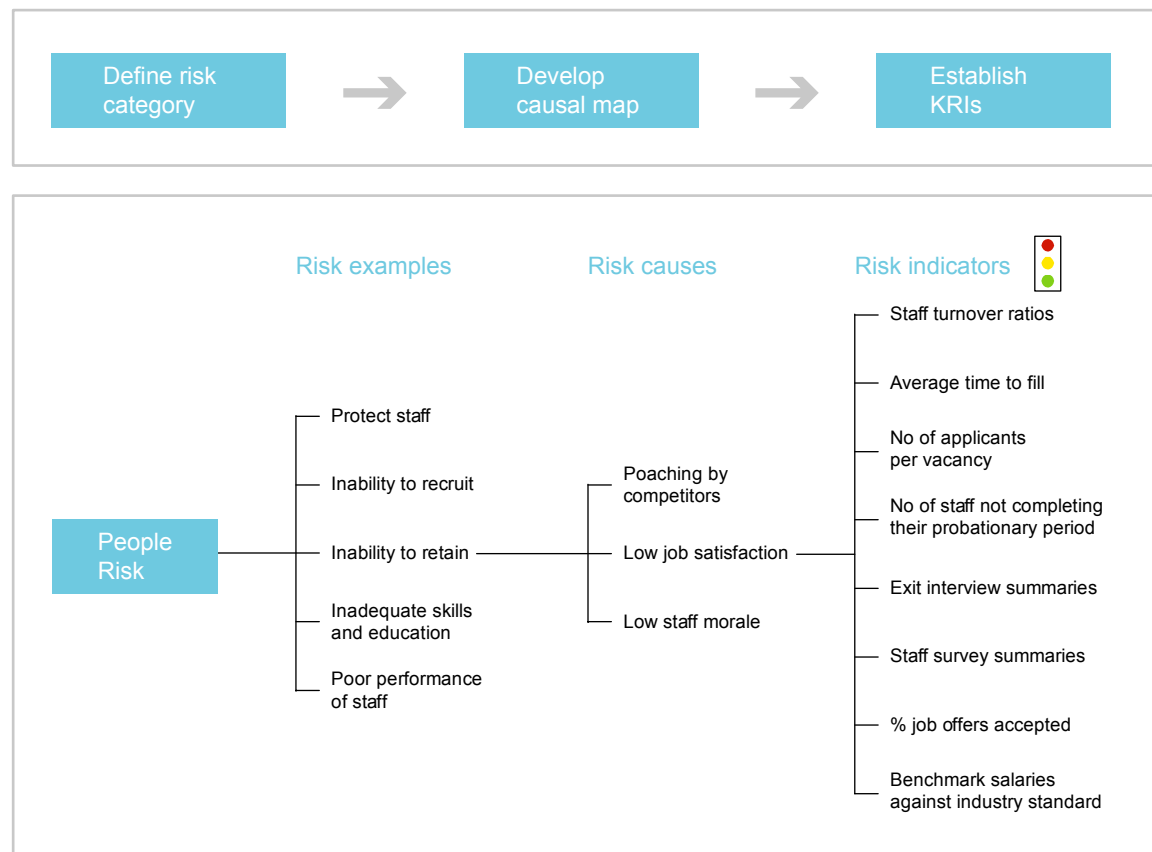 Define risk
category
Develop
causal map
Establish
KRIs
Risk examples
Risk causes
Risk indicators
People
Risk
Protect staff
Inability to recruit
Inability to retain
Inadequate skills
and education
Poor performance
of staff
Poaching by
competitors
Low job satisfaction
Low staff morale
Staff turnover ratios
Average time to fill
No of applicants
per vacancy
No of staff not completing
their probationary period
Exit interview summaries
Staff survey summaries
% job offers accepted
Benchmark salaries
against industry standard